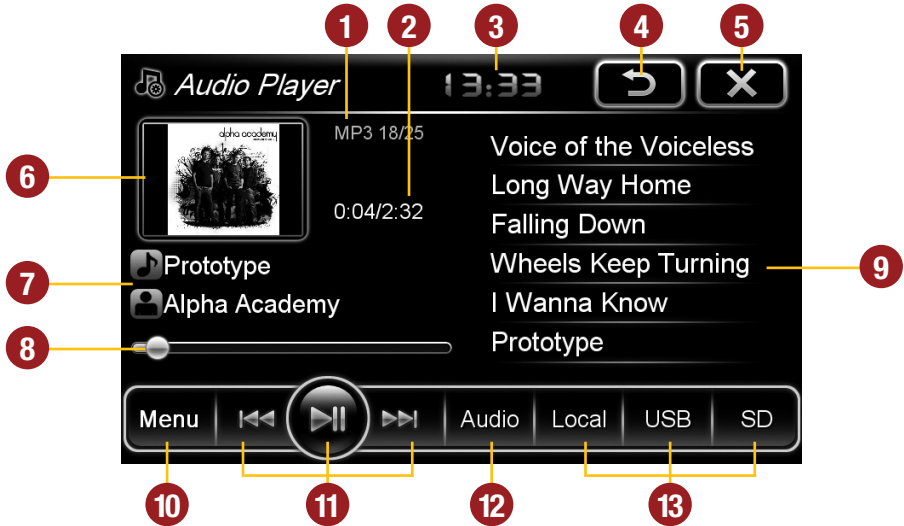 1 2 3 4 5
Audio Player 13:33
alpha academy
MP3 18/25
6
0:04/2:32
Voice of the Voiceless
Long Way Home
Falling Down
Wheels Keep Turning
9
I Wanna Know
Prototype
7
Prototype
Alpha Academy
8
Menu Audio Local USB SD
10 11 12 13